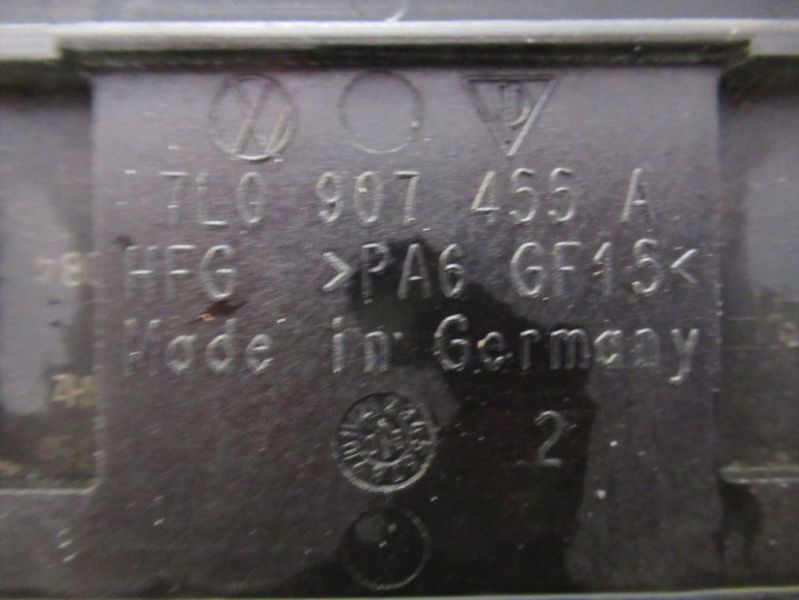 7L0 907 455 A
HFG >PA6 GF15<
Made in Germany
2